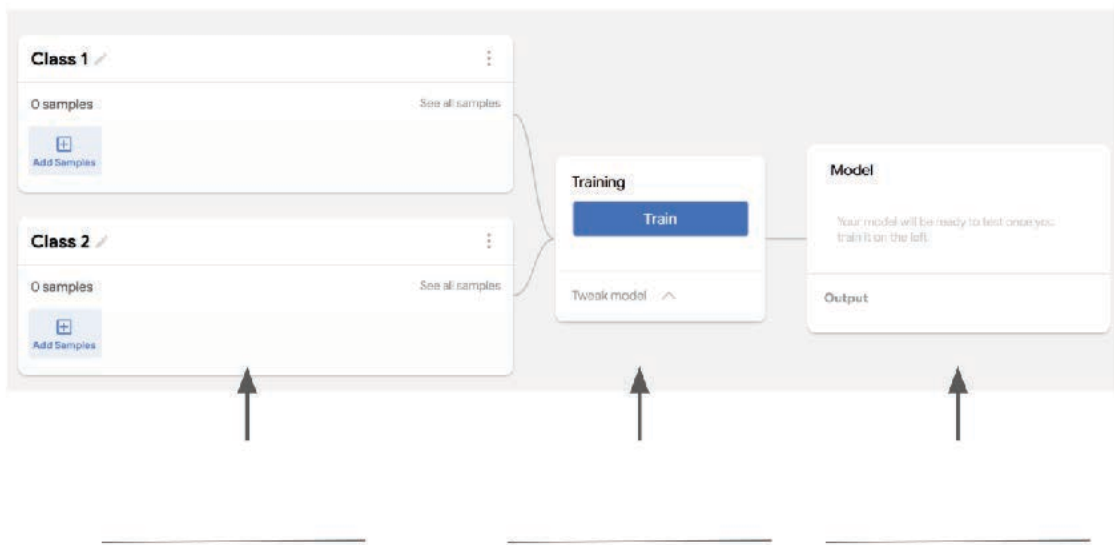 Class 1
0 samples
See all samples
Add Samples
Class 2
0 samples
See all samples
Add Samples
Training
Train
Tweak model
Model
Your model will be ready to test once you
train it on the left.
Output